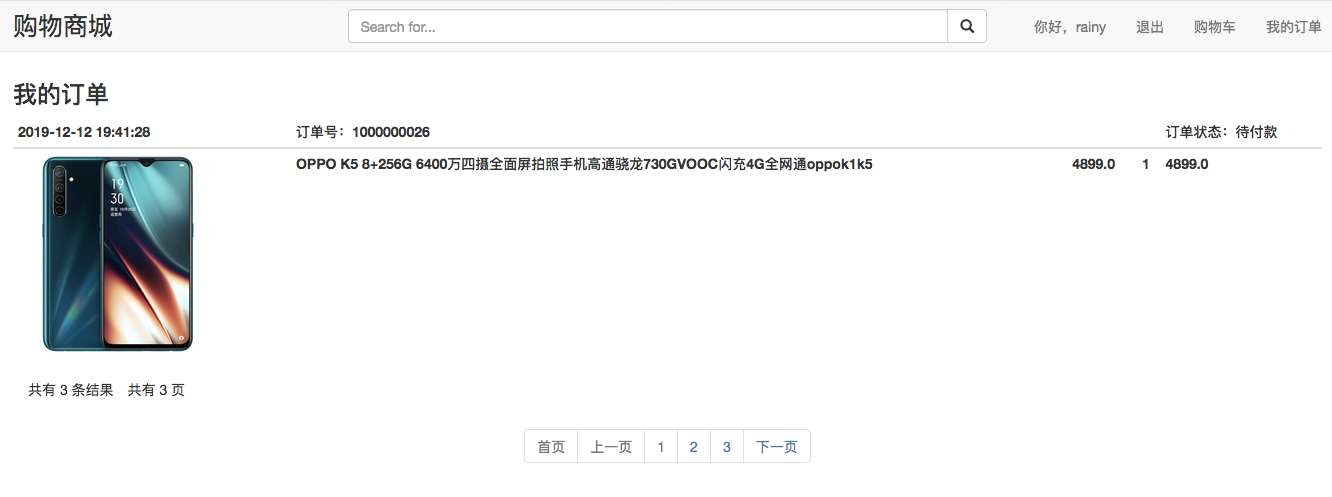 购物商城 Search for... 你好，rainy 退出 购物车 我的订单
我的订单
2019-12-12 19:41:28 订单号：1000000026 订单状态：待付款
OPPO K5 8+256G 6400万四摄全面屏拍照手机高通骁龙730GVOOC闪充4G全网通oppok1k5 4899.0 1 4899.0
19
30
共有 3 条结果 共有 3 页
首页 上一页 1 2 3 下一页